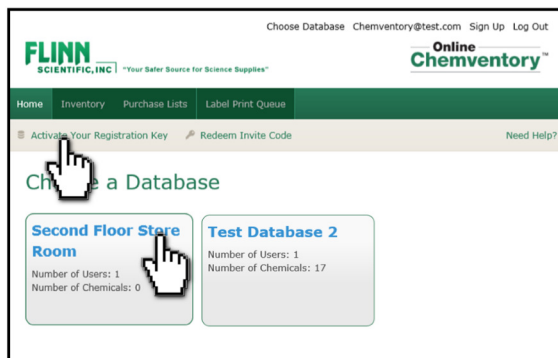 Choose Database Chemventory@test.com Sign Up Log Out
FLINN
SCIENTIFIC, INC "Your Safer Source for Science Supplies"
Online
Chemventory™
Home Inventory Purchase Lists Label Print Queue
Activate Your Registration Key Redeem Invite Code Need Help?
a Database
Second Floor Store
Room
Number of Users: 1
Number of Chemicals: 0
Test Database 2
Number of Users: 1
Number of Chemicals: 17